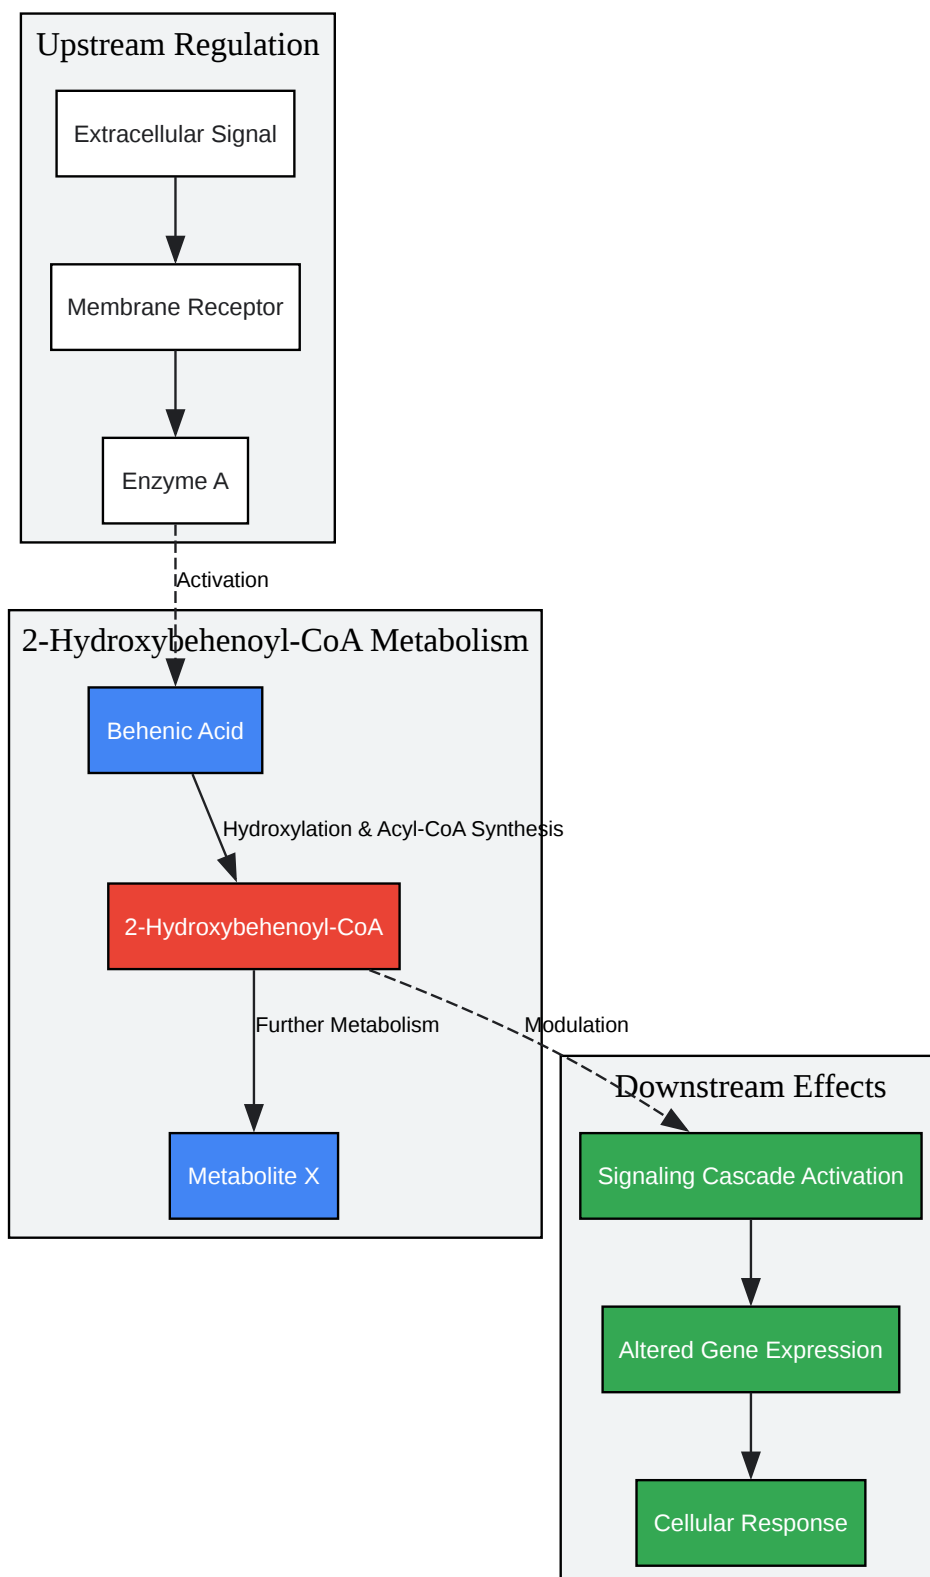 Upstream Regulation
Extracellular Signal
Membrane Receptor
Enzyme A
Activation
2-Hydroxybehenoyl-CoA Metabolism
Behenic Acid
Hydroxylation & Acyl-CoA Synthesis
2-Hydroxybehenoyl-CoA
Further Metabolism
Modulation
Metabolite X
Downstream Effects
Signaling Cascade Activation
Altered Gene Expression
Cellular Response